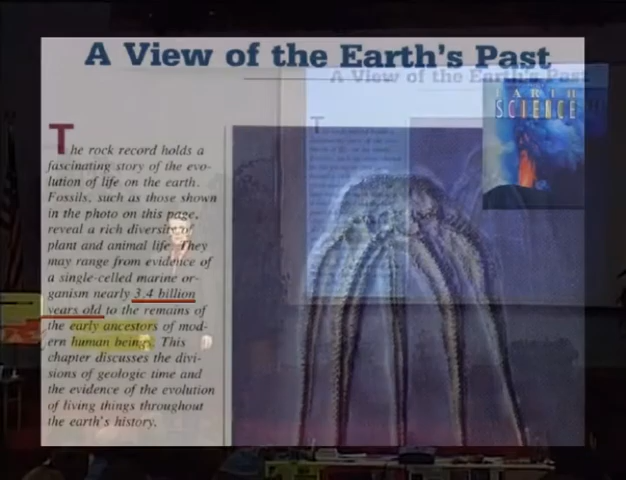 A View of the Earth's Past
A View of the Earth's Past
EARTH
SCIENCE
The rock record holds a
fascinating story of the evo-
lution of life on the earth.
Fossils, such as those shown
in the photo on this page,
reveal a rich diversity of
plant and animal life. They
may range from evidence of
a single-celled marine or-
ganism nearly 3.4 billion
years old to the remains of
the early ancestors of mod-
ern human beings. This
chapter discusses the divi-
sions of geologic time and
the evidence of the evolution
of living things throughout
the earth's history.